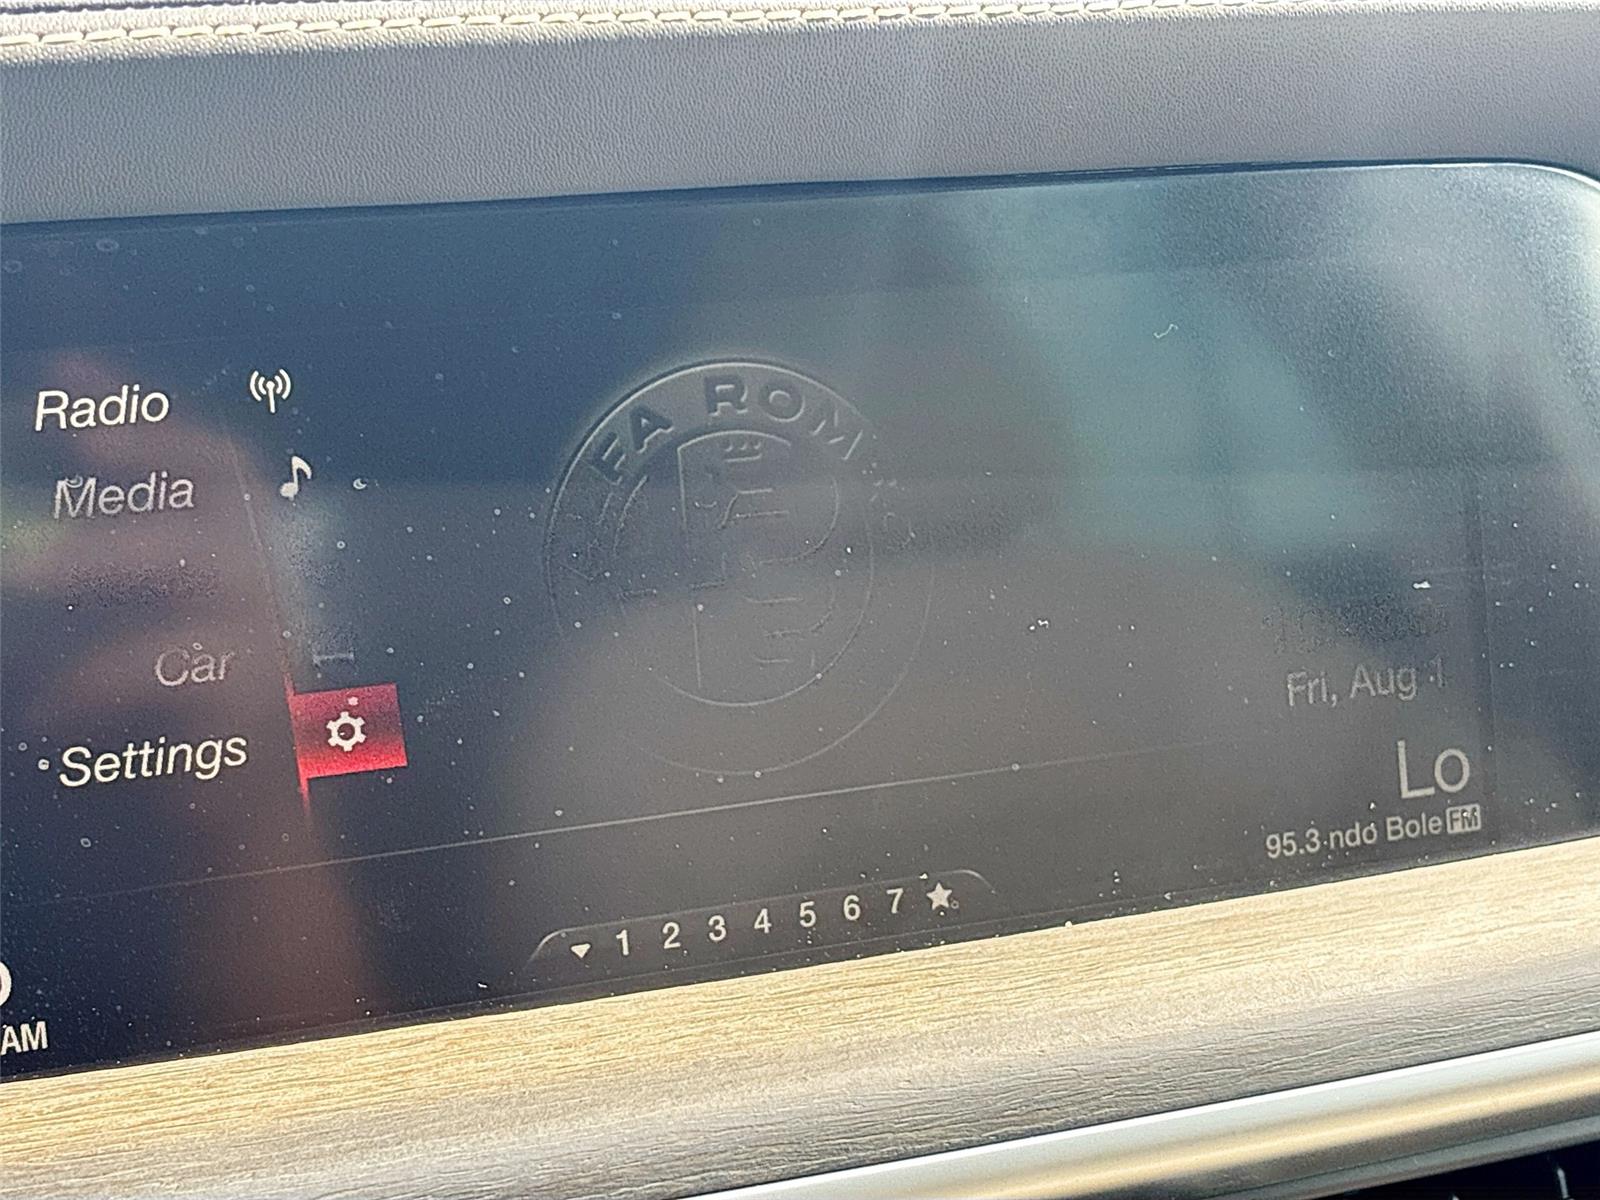 FA ROM
Radio
Media
Car
Settings
Fri, Aug 1
Lo
95.3 ndo Bole FM
1 2 3 4 5 6 7
AM